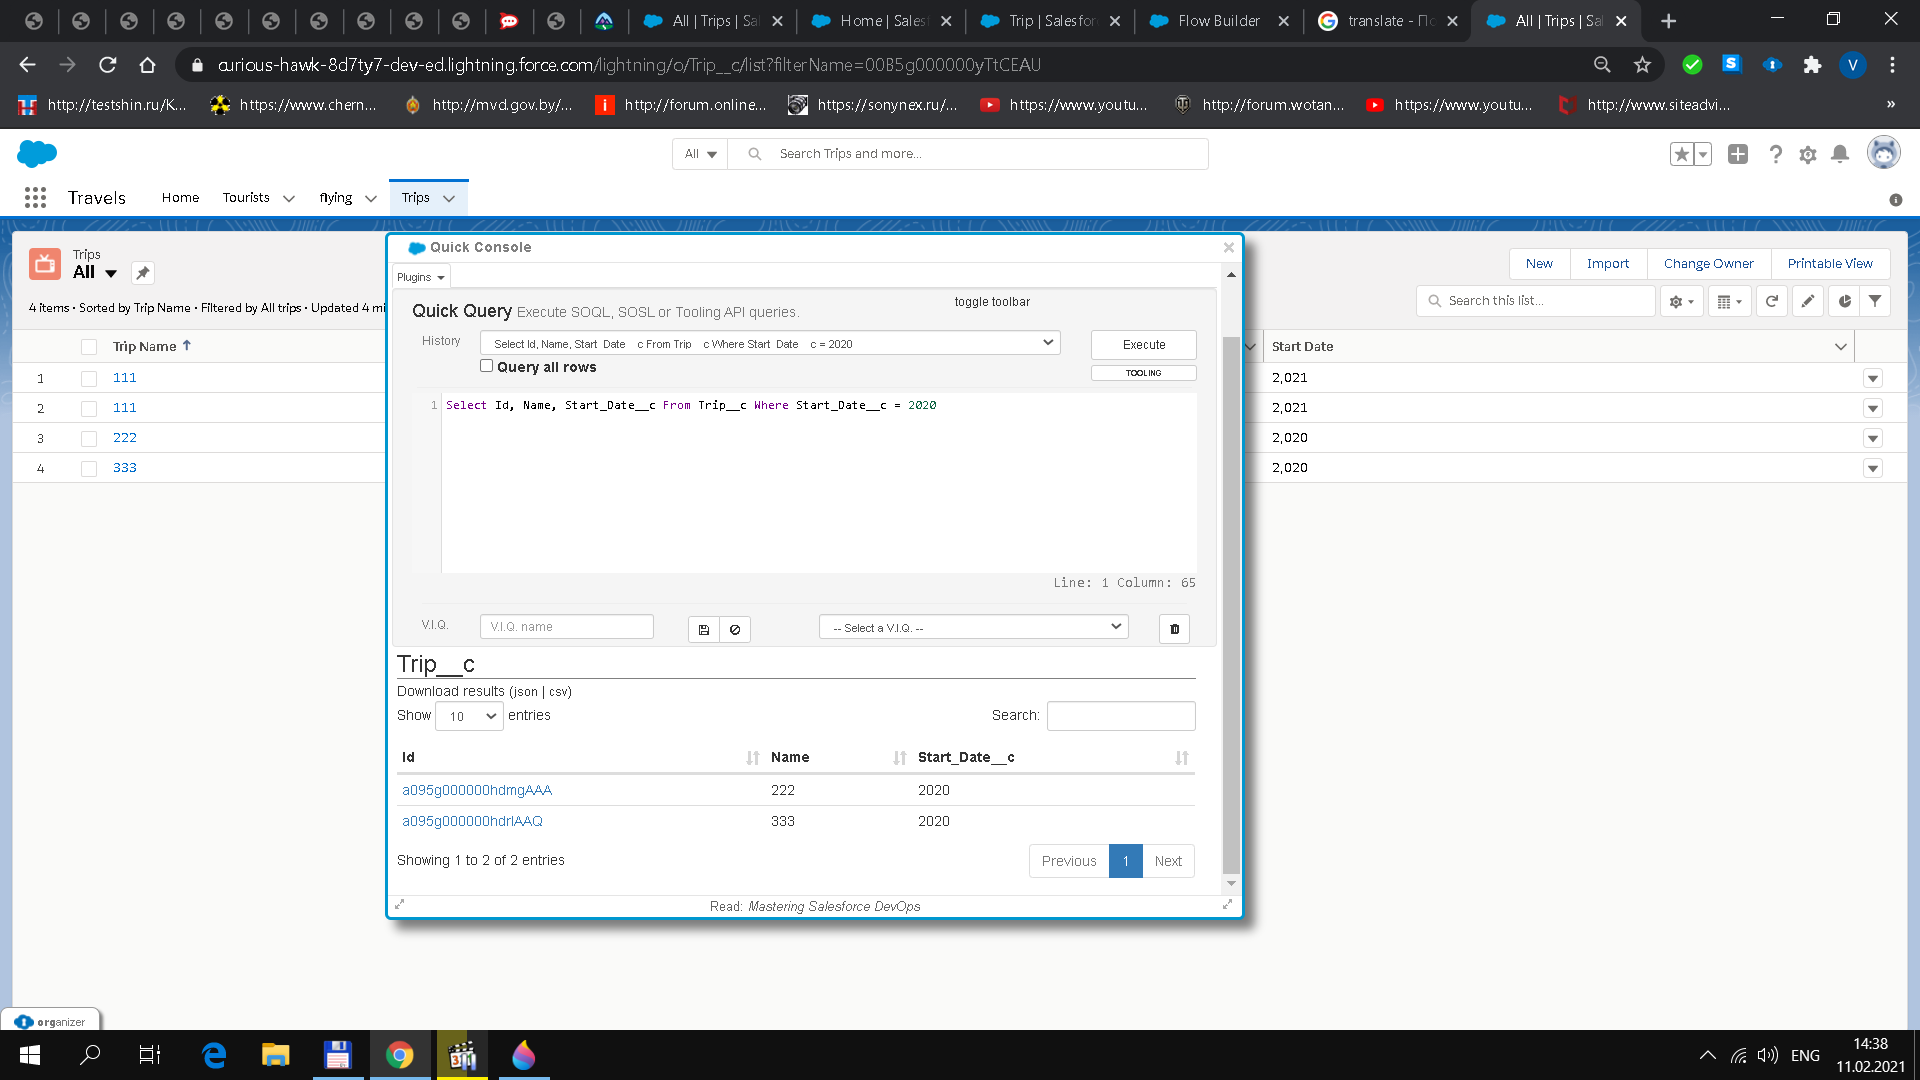 All | Trips | Sal
Home | Salesf
Trip | Salesfor
Flow Builder
translate - По
All | Trips | Sa
curious-hawk-8d7ty7-dev-ed.lightning.force.com/lightning/o/Trip__c/list?filterName=00B5g000000yTtCEAU
V
http://testshin.ru/K...
https://www.chern...
http://mvd.gov.by/...
http://forum.online...
https://sonynex.ru/...
https://www.youtu...
http://forum.wotan...
https://www.youtu...
http://www.siteadvi...
»
All
Search Trips and more...
Travels
Home
Tourists
flying
Trips
Trips
All
New
Import
Change Owner
Printable View
4 items • Sorted by Trip Name • Filtered by All trips • Updated 4 mi
Search this list...
Trip Name
Start Date
1
111
2,021
2
111
2,021
3
222
2,020
4
333
2,020
Quick Console
Plugins
toggle toolbar
Quick Query Execute SOQL, SOSL or Tooling API queries.
History
Select Id, Name, Start_Date__c From Trip__c Where Start_Date__c = 2020
Execute
Query all rows
TOOLING
1 Select Id, Name, Start_Date__c From Trip__c Where Start_Date__c = 2020
Line: 1 Column: 65
V.I.Q.
V.I.Q. name
-- Select a V.I.Q. --
Trip__c
Download results (json | csv)
Show 10 entries
Search:
Id
Name
Start_Date__c
a095g000000hdmgAAA
222
2020
a095g000000hdrlAAQ
333
2020
Showing 1 to 2 of 2 entries
Previous
1
Next
Read: Mastering Salesforce DevOps
organizer
ENG
14:38
11.02.2021